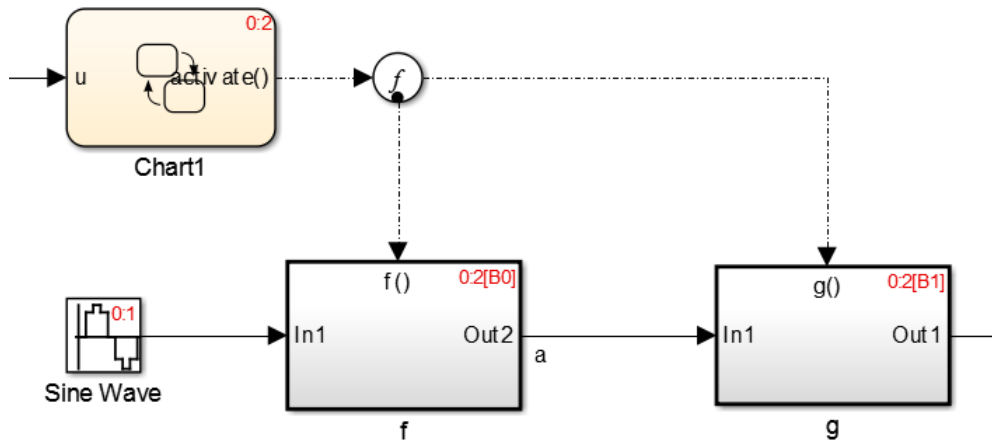 0:2
u
activate()
f
Chart1
f()
0:2[B0]
g()
0:2[B1]
0:1
In1
Out2
In1
Out1
a
Sine Wave
f
g